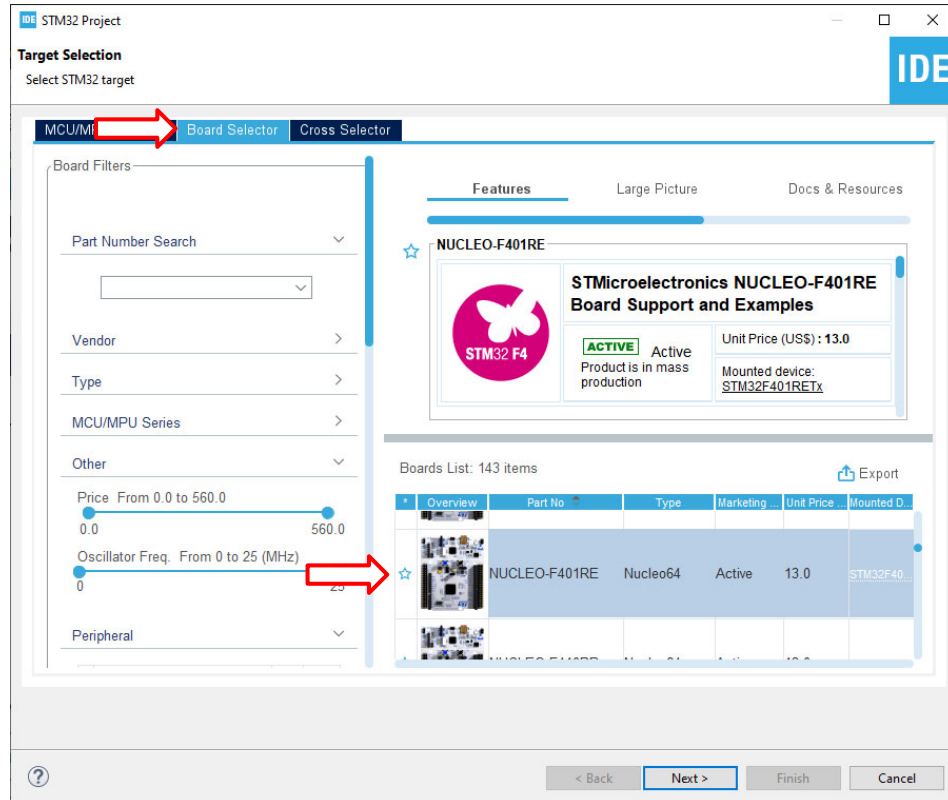 IDE STM32 Project
Target Selection
Select STM32 target
IDE
MCU/M
Board Selector
Cross Selector
Board Filters
Part Number Search
Vendor
Type
MCU/MPU Series
Other
Price From 0.0 to 560.0
0.0 560.0
Oscillator Freq. From 0 to 25 (MHz)
0 25
Peripheral
Features Large Picture Docs & Resources
NUCLEO-F401RE
STM32 F4
STMicroelectronics NUCLEO-F401RE
Board Support and Examples
ACTIVE Active
Product is in mass
production
Unit Price (US$) : 13.0
Mounted device:
STM32F401RETx
Boards List: 143 items
Export
* Overview Part No Type Marketing ... Unit Price ... Mounted D...
NUCLEO-F401RE Nucleo64 Active 13.0 STM32F40...
?
< Back Next > Finish Cancel